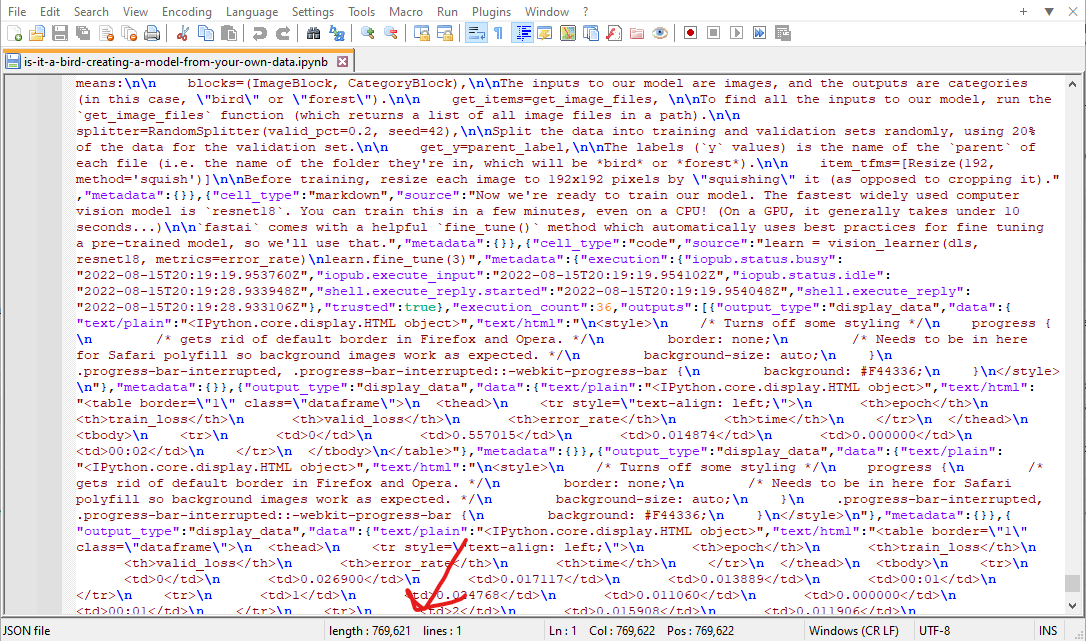 File Edit Search View Encoding Language Settings Tools Macro Run Plugins Window ? + ▼ ✕
is-it-a-bird-creating-a-model-from-your-own-data.ipynb
means:\n\n    blocks=(ImageBlock, CategoryBlock),\n\nThe inputs to our model are images, and the outputs are categories
(in this case, \"bird\" or \"forest\").\n\n    get_items=get_image_files, \n\nTo find all the inputs to our model, run the
`get_image_files` function (which returns a list of all image files in a path).\n\n
splitter=RandomSplitter(valid_pct=0.2, seed=42),\n\nSplit the data into training and validation sets randomly, using 20%
of the data for the validation set.\n\n    get_y=parent_label,\n\nThe labels (`y` values) is the name of the `parent` of
each file (i.e. the name of the folder they're in, which will be *bird* or *forest*).\n\n    item_tfms=[Resize(192,
method='squish')]\n\nBefore training, resize each image to 192x192 pixels by \"squishing\" it (as opposed to cropping it)."
,"metadata":{}},{"cell_type":"markdown","source":"Now we're ready to train our model. The fastest widely used computer
vision model is `resnet18`. You can train this in a few minutes, even on a CPU! (On a GPU, it generally takes under 10
seconds...)\n\n`fastai` comes with a helpful `fine_tune()` method which automatically uses best practices for fine tuning
a pre-trained model, so we'll use that.","metadata":{}},{"cell_type":"code","source":"learn = vision_learner(dls,
resnet18, metrics=error_rate)\nlearn.fine_tune(3)","metadata":{"execution":{"iopub.status.busy":
"2022-08-15T20:19:19.953760Z","iopub.execute_input":"2022-08-15T20:19:19.954102Z","iopub.status.idle":
"2022-08-15T20:19:28.933948Z","shell.execute_reply.started":"2022-08-15T20:19:19.954048Z","shell.execute_reply":
"2022-08-15T20:19:28.933106Z"},"trusted":true},"execution_count":36,"outputs":[{"output_type":"display_data","data":{
"text/plain":"<IPython.core.display.HTML object>","text/html":"\n<style>\n    /* Turns off some styling */\n    progress {
\n        /* gets rid of default border in Firefox and Opera. */\n        border: none;\n        /* Needs to be in here
for Safari polyfill so background images work as expected. */\n        background-size: auto;\n    }\n
.progress-bar-interrupted, .progress-bar-interrupted::-webkit-progress-bar {\n        background: #F44336;\n    }\n</style>
\n"},"metadata":{}},{"output_type":"display_data","data":{"text/plain":"<IPython.core.display.HTML object>","text/html":
"<table border=\"1\" class=\"dataframe\">\n  <thead>\n    <tr style=\"text-align: left;\">\n      <th>epoch</th>\n
<th>train_loss</th>\n      <th>valid_loss</th>\n      <th>error_rate</th>\n      <th>time</th>\n    </tr>\n  </thead>\n
<tbody>\n    <tr>\n      <td>0</td>\n      <td>0.557015</td>\n      <td>0.014874</td>\n      <td>0.000000</td>\n
<td>00:02</td>\n    </tr>\n  </tbody>\n</table>"},"metadata":{}},{"output_type":"display_data","data":{"text/plain":
"<IPython.core.display.HTML object>","text/html":"\n<style>\n    /* Turns off some styling */\n    progress {\n        /*
gets rid of default border in Firefox and Opera. */\n        border: none;\n        /* Needs to be in here for Safari
polyfill so background images work as expected. */\n        background-size: auto;\n    }\n    .progress-bar-interrupted,
.progress-bar-interrupted::-webkit-progress-bar {\n        background: #F44336;\n    }\n</style>\n"},"metadata":{}},{
"output_type":"display_data","data":{"text/plain":"<IPython.core.display.HTML object>","text/html":"<table border=\"1\"
class=\"dataframe\">\n  <thead>\n    <tr style=\"text-align: left;\">\n      <th>epoch</th>\n      <th>train_loss</th>\n
<th>valid_loss</th>\n      <th>error_rate</th>\n      <th>time</th>\n    </tr>\n  </thead>\n  <tbody>\n    <tr>\n
<td>0</td>\n      <td>0.026900</td>\n      <td>0.017117</td>\n      <td>0.013889</td>\n      <td>00:01</td>\n
</tr>\n    <tr>\n      <td>1</td>\n      <td>0.024768</td>\n      <td>0.011060</td>\n      <td>0.000000</td>\n
<td>00:01</td>\n    </tr>\n    <tr>\n      <td>2</td>\n      <td>0.015908</td>\n      <td>0.011906</td>\n
JSON file length : 769,621 lines : 1 Ln : 1 Col : 769,622 Pos : 769,622 Windows (CR LF) UTF-8 INS